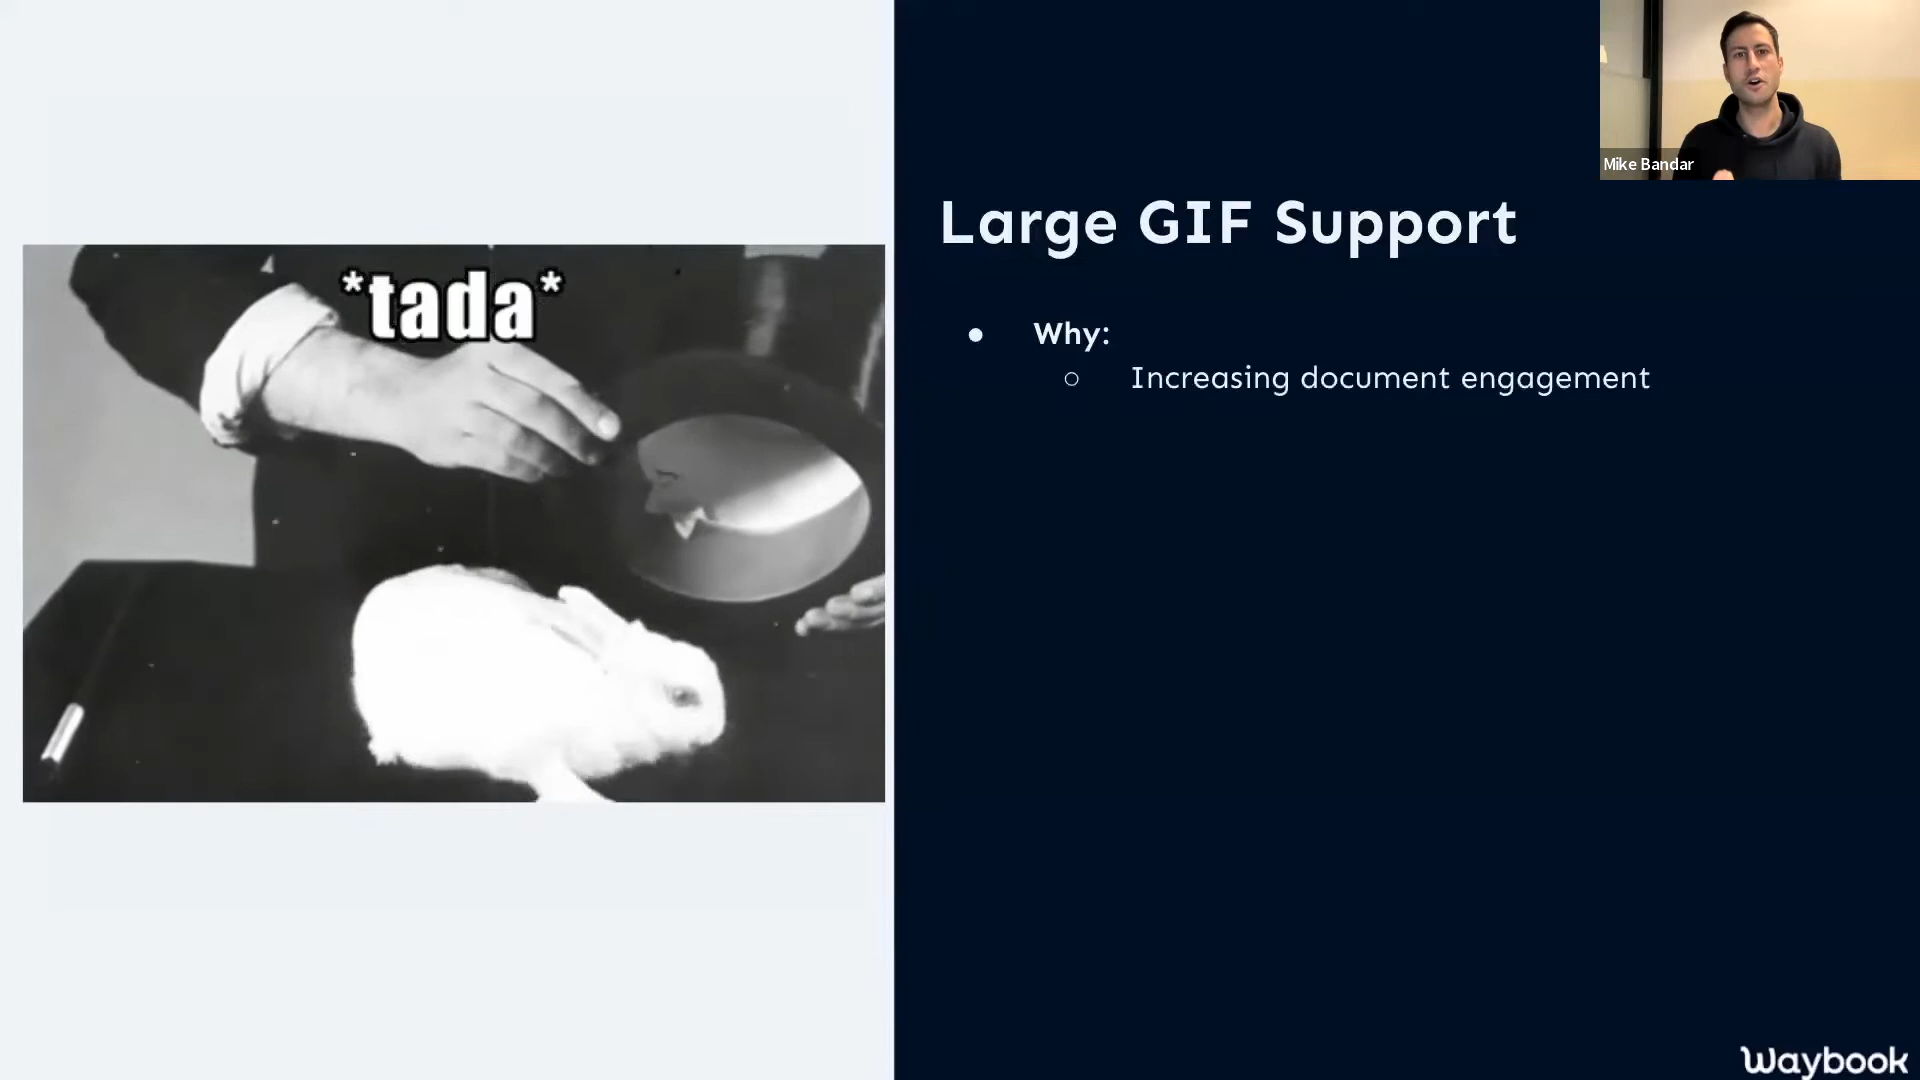 *tada*
Mike Bandar
Large GIF Support
● Why:
○ Increasing document engagement
Waybook